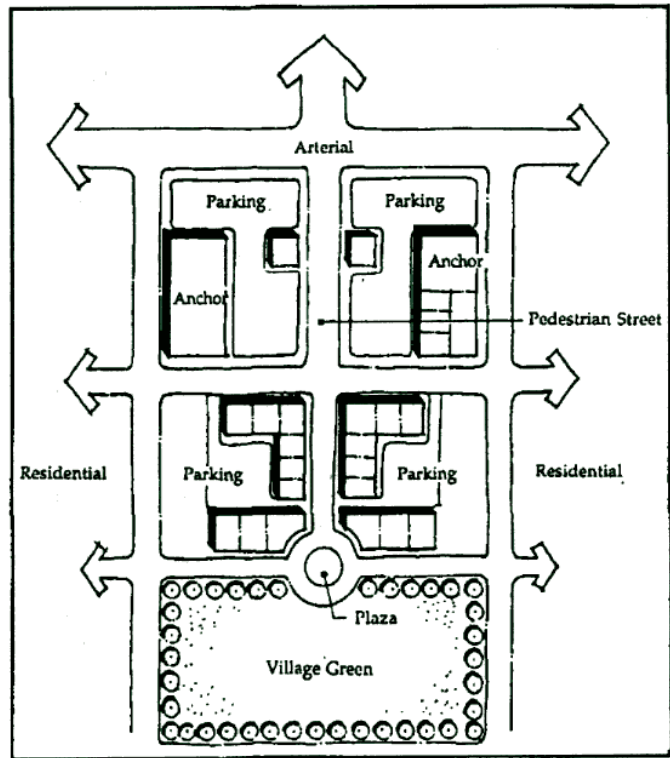 Arterial
Parking
Parking
Anchor
Anchor
Pedestrian Street
Residential
Parking
Parking
Residential
Plaza
Village Green